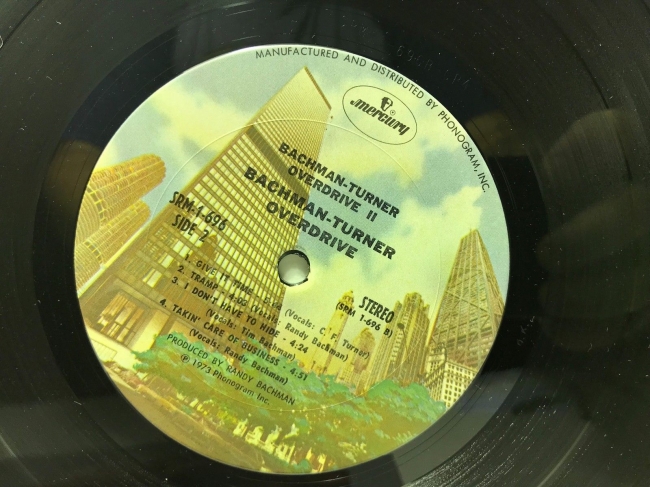 MANUFACTURED AND DISTRIBUTED BY PHONOGRAM, INC.
mercury
BACHMAN-TURNER
OVERDRIVE II
BACHMAN-TURNER
OVERDRIVE
SRM-1-696
SIDE 2
STEREO
(SRM 1-696 B)
1. GIVE IT TIME (Vocals: C. F. Turner)
2. TRAMP - 4:02 (Vocals: Randy Bachman)
3. I DON'T HAVE TO HIDE - 4:24
(Vocals: Tim Bachman)
4. TAKIN' CARE OF BUSINESS - 4:51
(Vocals: Randy Bachman)
PRODUCED BY RANDY BACHMAN
℗ 1973 Phonogram, Inc.